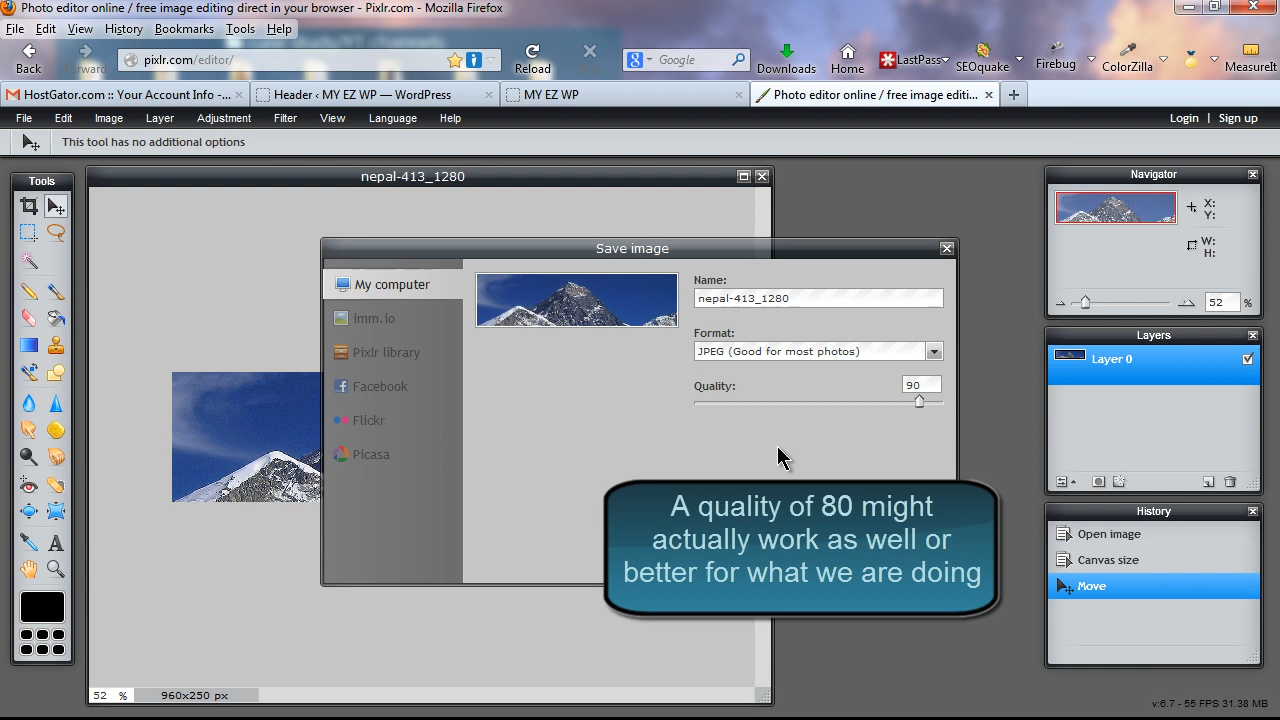 Photo editor online / free image editing direct in your browser - Pixlr.com - Mozilla Firefox
File Edit View History Bookmarks Tools Help
Back Forward pixlr.com/editor/ Reload Google Downloads Home LastPass SEOquake Firebug ColorZilla MeasureIt
HostGator.com :: Your Account Info -... Header ‹ MY EZ WP — WordPress MY EZ WP Photo editor online / free image editi...
File Edit Image Layer Adjustment Filter View Language Help Login | Sign up
This tool has no additional options
Tools
nepal-413_1280
Save image
My computer
imm.io
Pixlr library
Facebook
Flickr
Picasa
Name:
nepal-413_1280
Format:
JPEG (Good for most photos)
Quality: 90
A quality of 80 might
actually work as well or
better for what we are doing
52 % 960x250 px
Navigator
X:
Y:
W:
H:
52 %
Layers
Layer 0
History
Open image
Canvas size
Move
v:6.7 - 55 FPS 31.38 MB